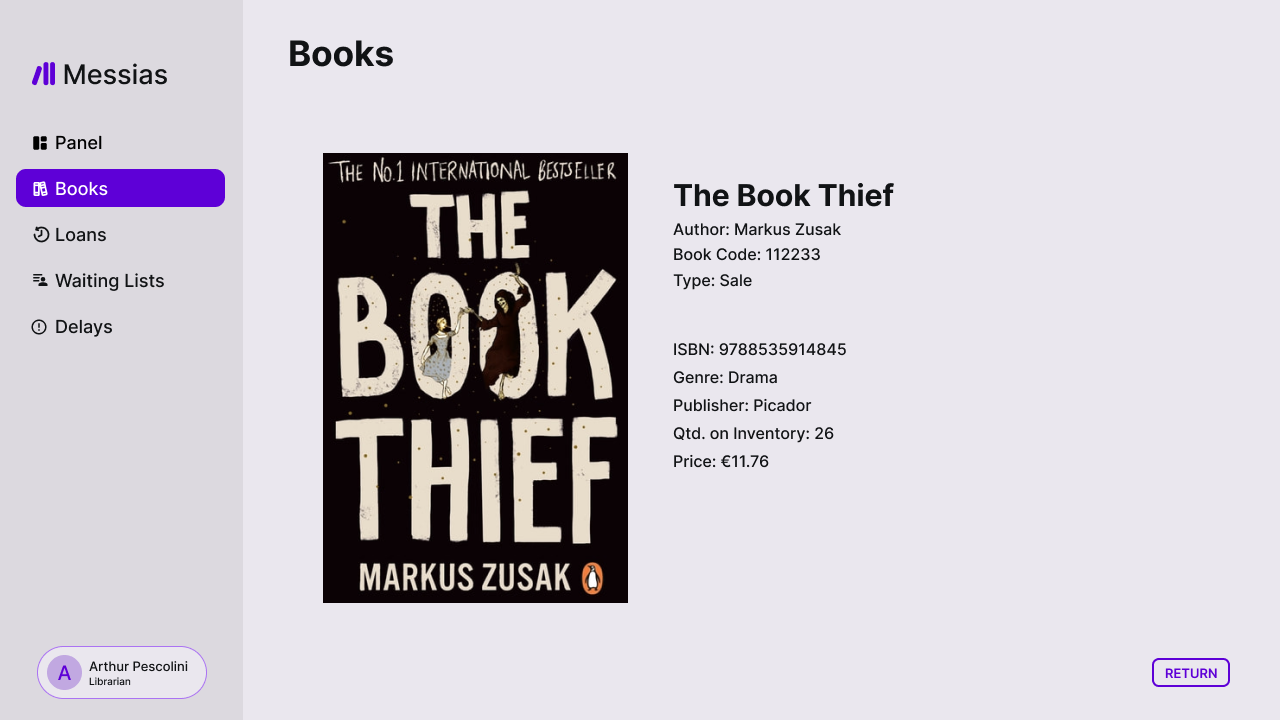 Messias
Panel
Books
Loans
Waiting Lists
Delays
A
Arthur Pescolini
Librarian
Books
THE NO.1 INTERNATIONAL BESTSELLER
THE
BOOK
THIEF
MARKUS ZUSAK
The Book Thief
Author: Markus Zusak
Book Code: 112233
Type: Sale
ISBN: 9788535914845
Genre: Drama
Publisher: Picador
Qtd. on Inventory: 26
Price: €11.76
RETURN